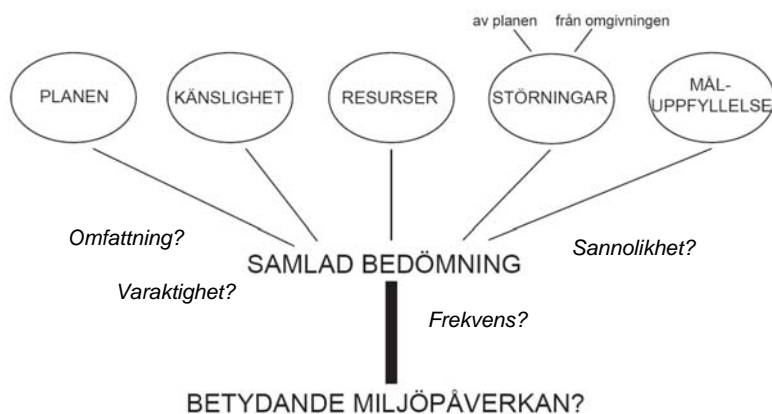 av planen
från omgivningen
PLANEN
KÄNSLIGHET
RESURSER
STÖRNINGAR
MÅL-
UPPFYLLELSE
Omfattning?
Sannolikhet?
SAMLAD BEDÖMNING
Varaktighet?
Frekvens?
BETYDANDE MILJÖPÅVERKAN?